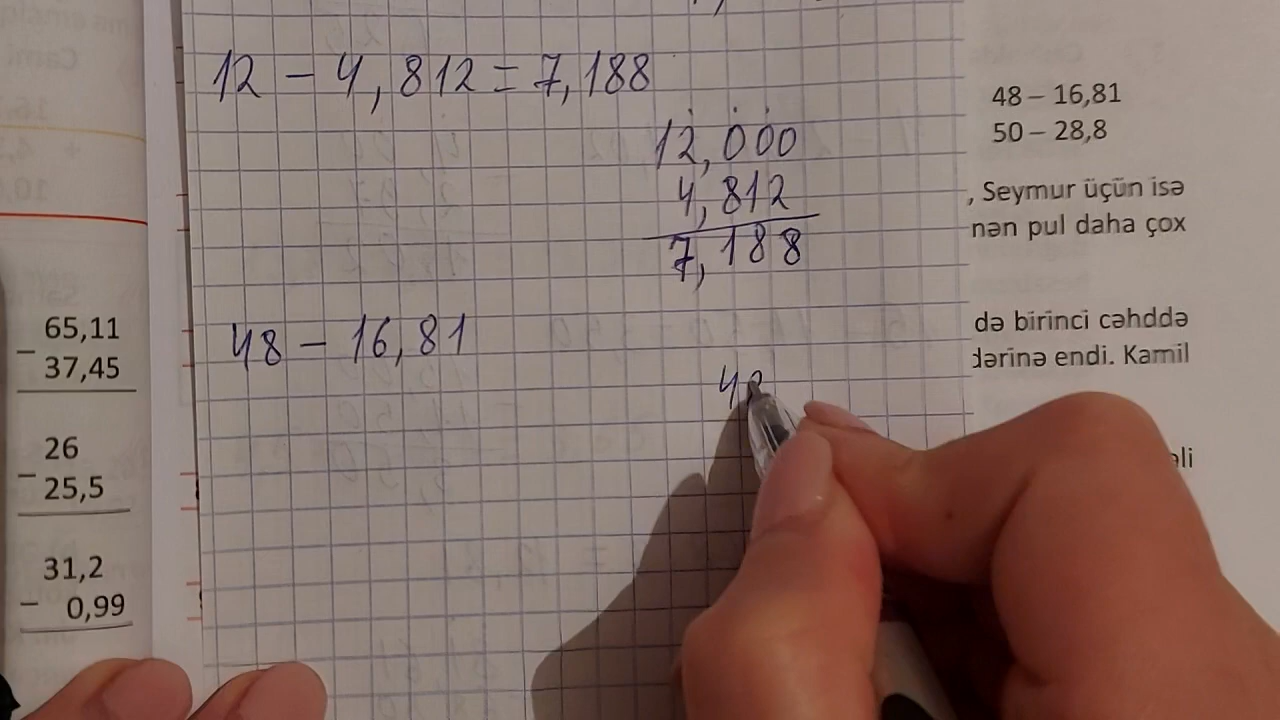 12 – 4,812 = 7,188
12,000
4,812
7,188
48 – 16,81
48
65,11
– 37,45
26
– 25,5
31,2
– 0,99
48 – 16,81
50 – 28,8
, Seymur üçün isə
nən pul daha çox
də birinci cəhddə
dərinə endi. Kamil
əli